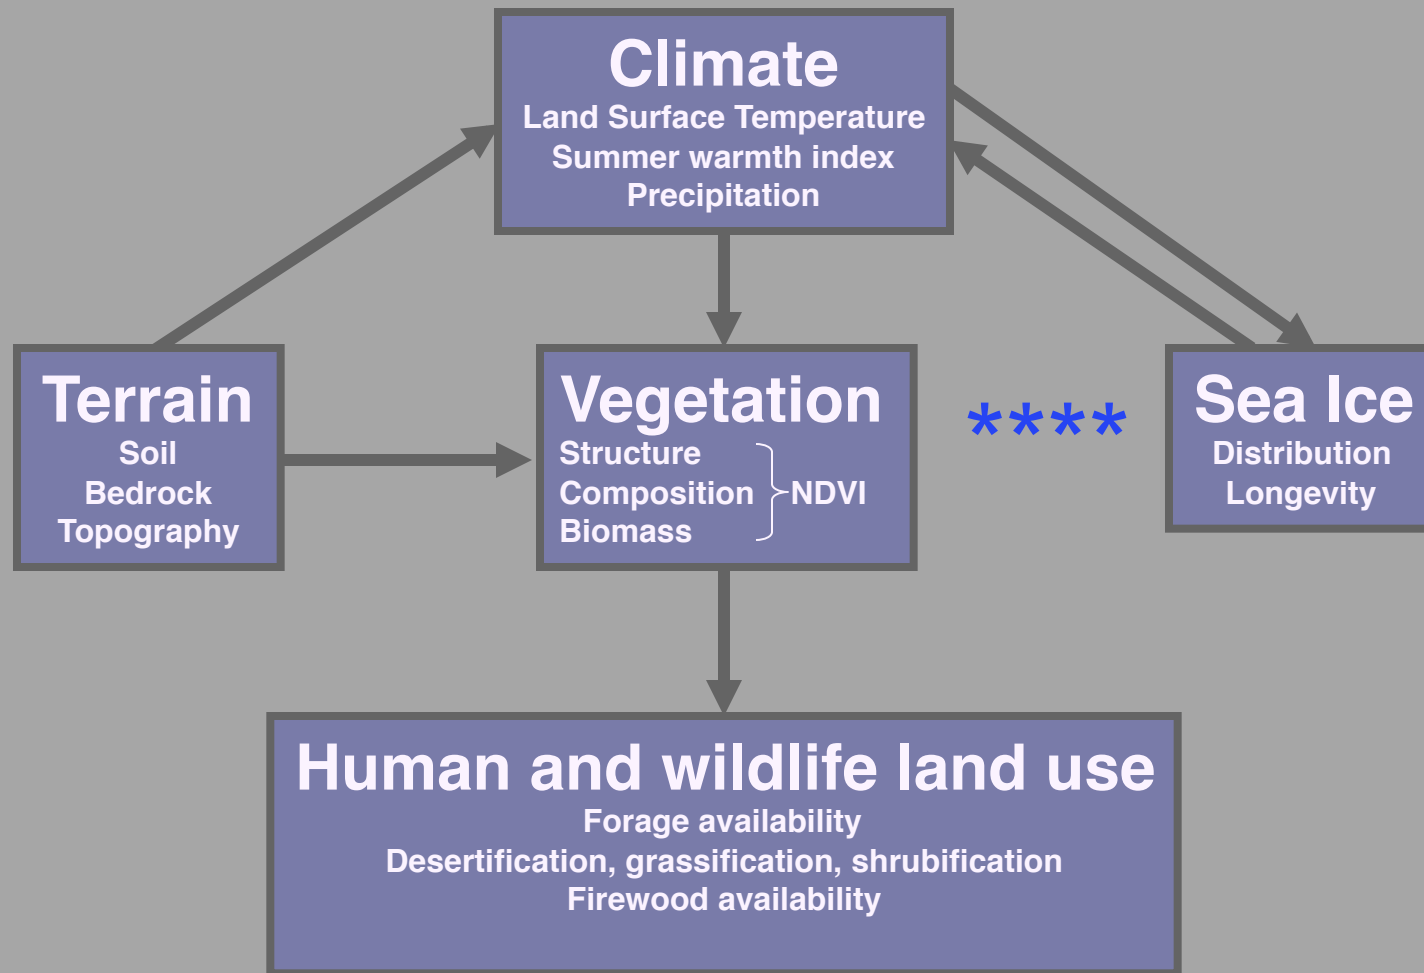 Climate
Land Surface Temperature
Summer warmth index
Precipitation
Terrain
Soil
Bedrock
Topography
Vegetation
Structure
Composition
Biomass
NDVI
****
Sea Ice
Distribution
Longevity
Human and wildlife land use
Forage availability
Desertification, grassification, shrubification
Firewood availability